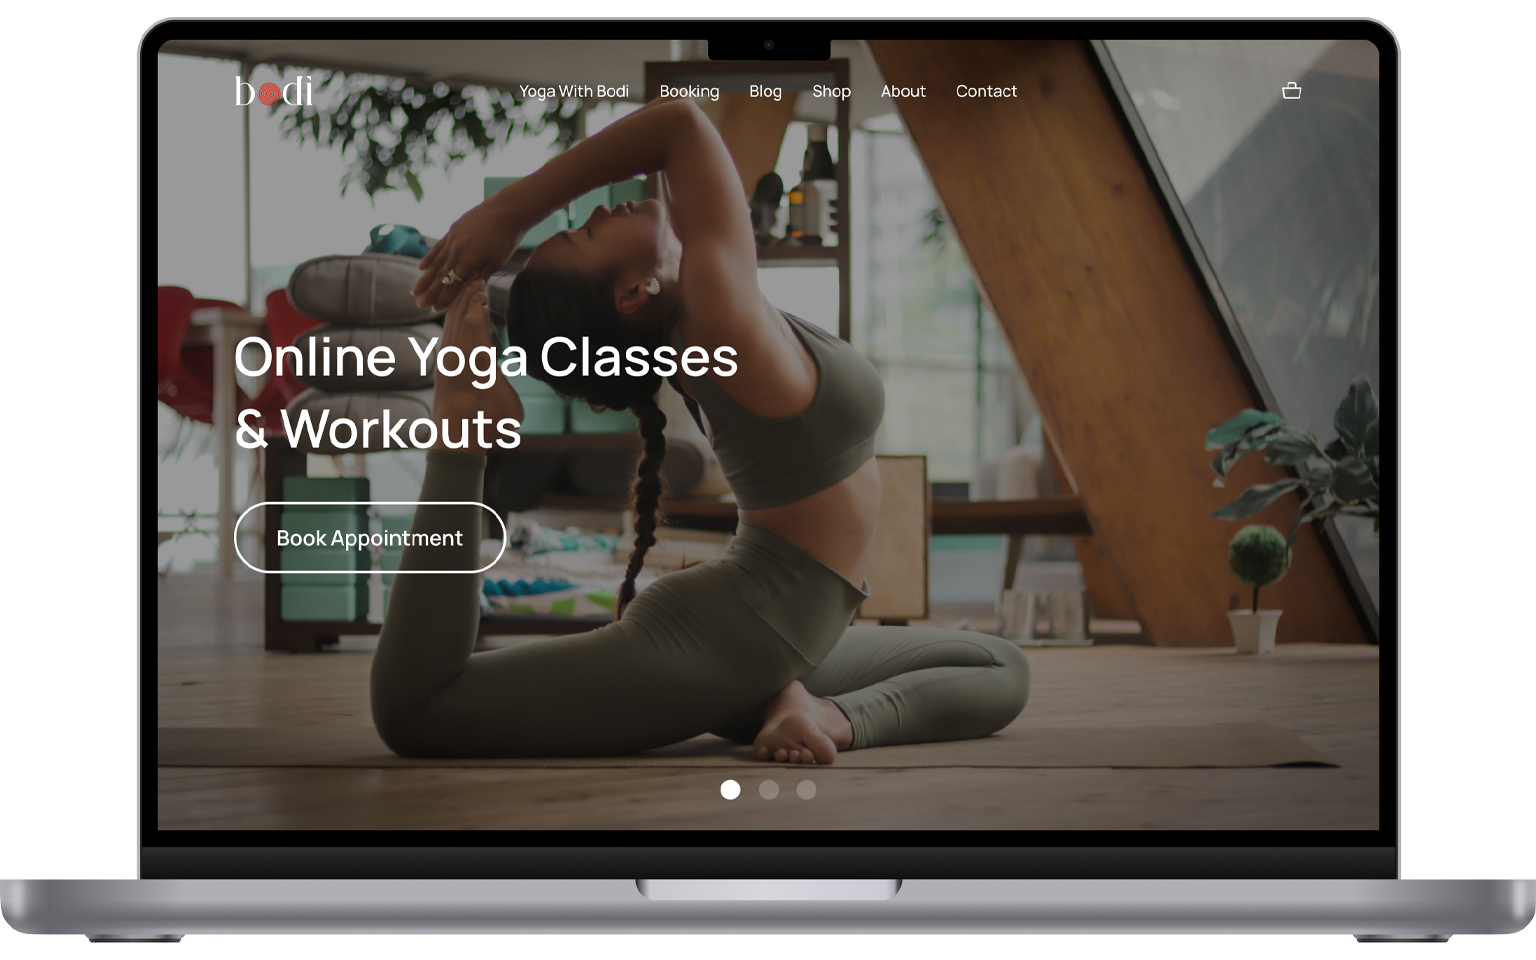 bodi
Yoga With Bodi Booking Blog Shop About Contact
Online Yoga Classes
& Workouts
Book Appointment